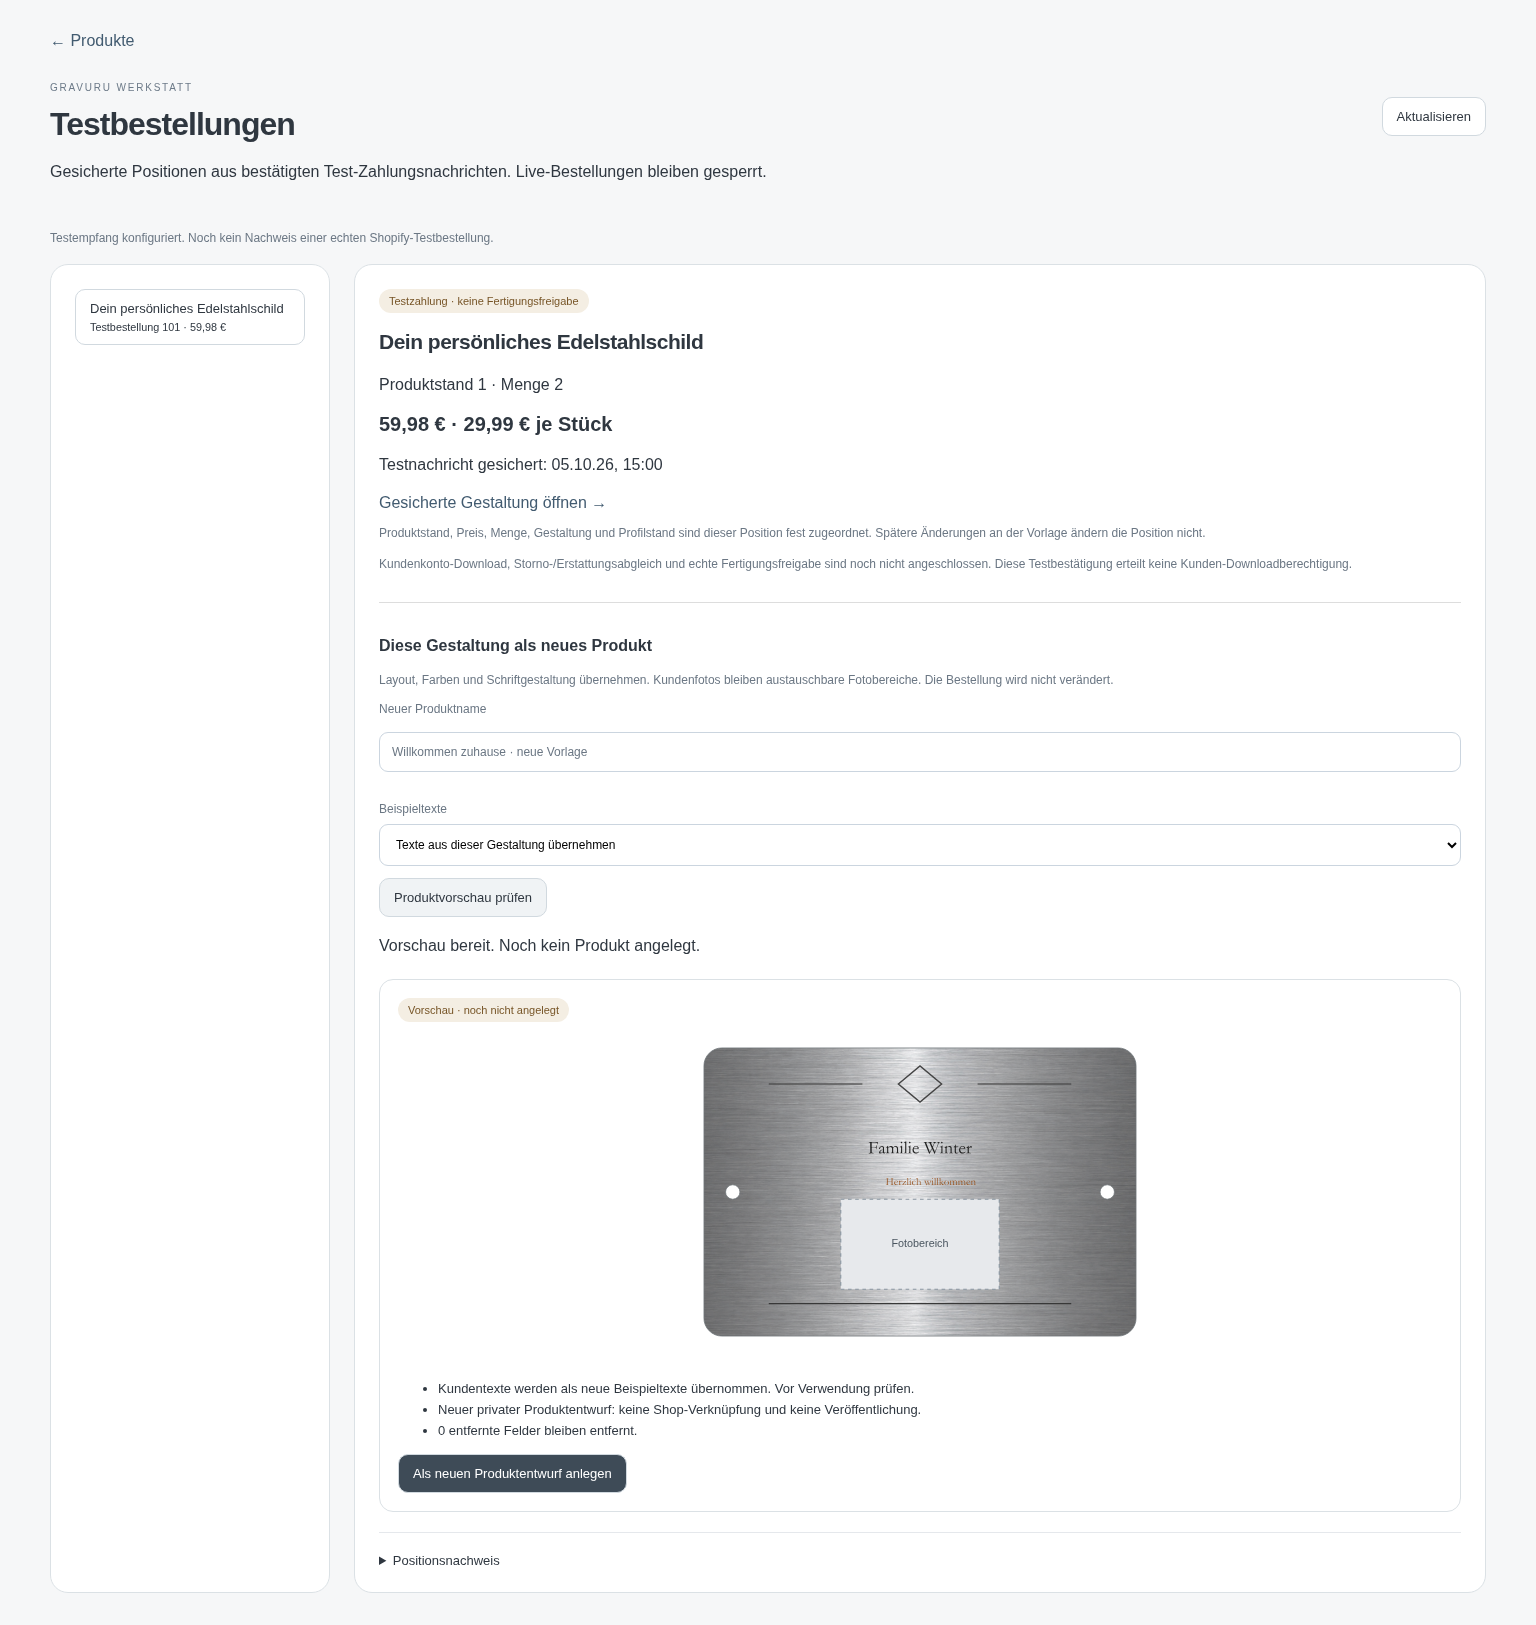 ← Produkte
GRAVURU WERKSTATT
Testbestellungen
Aktualisieren
Gesicherte Positionen aus bestätigten Test-Zahlungsnachrichten. Live-Bestellungen bleiben gesperrt.
Testempfang konfiguriert. Noch kein Nachweis einer echten Shopify-Testbestellung.
Dein persönliches Edelstahlschild
Testbestellung 101 · 59,98 €
Testzahlung · keine Fertigungsfreigabe
Dein persönliches Edelstahlschild
Produktstand 1 · Menge 2
59,98 € · 29,99 € je Stück
Testnachricht gesichert: 05.10.26, 15:00
Gesicherte Gestaltung öffnen →
Produktstand, Preis, Menge, Gestaltung und Profilstand sind dieser Position fest zugeordnet. Spätere Änderungen an der Vorlage ändern die Position nicht.
Kundenkonto-Download, Storno-/Erstattungsabgleich und echte Fertigungsfreigabe sind noch nicht angeschlossen. Diese Testbestätigung erteilt keine Kunden-Downloadberechtigung.
Diese Gestaltung als neues Produkt
Layout, Farben und Schriftgestaltung übernehmen. Kundenfotos bleiben austauschbare Fotobereiche. Die Bestellung wird nicht verändert.
Neuer Produktname
Willkommen zuhause · neue Vorlage
Beispieltexte
Texte aus dieser Gestaltung übernehmen
Produktvorschau prüfen
Vorschau bereit. Noch kein Produkt angelegt.
Vorschau · noch nicht angelegt
Familie Winter
Herzlich willkommen
Fotobereich
• Kundentexte werden als neue Beispieltexte übernommen. Vor Verwendung prüfen.
• Neuer privater Produktentwurf: keine Shop-Verknüpfung und keine Veröffentlichung.
• 0 entfernte Felder bleiben entfernt.
Als neuen Produktentwurf anlegen
▶ Positionsnachweis